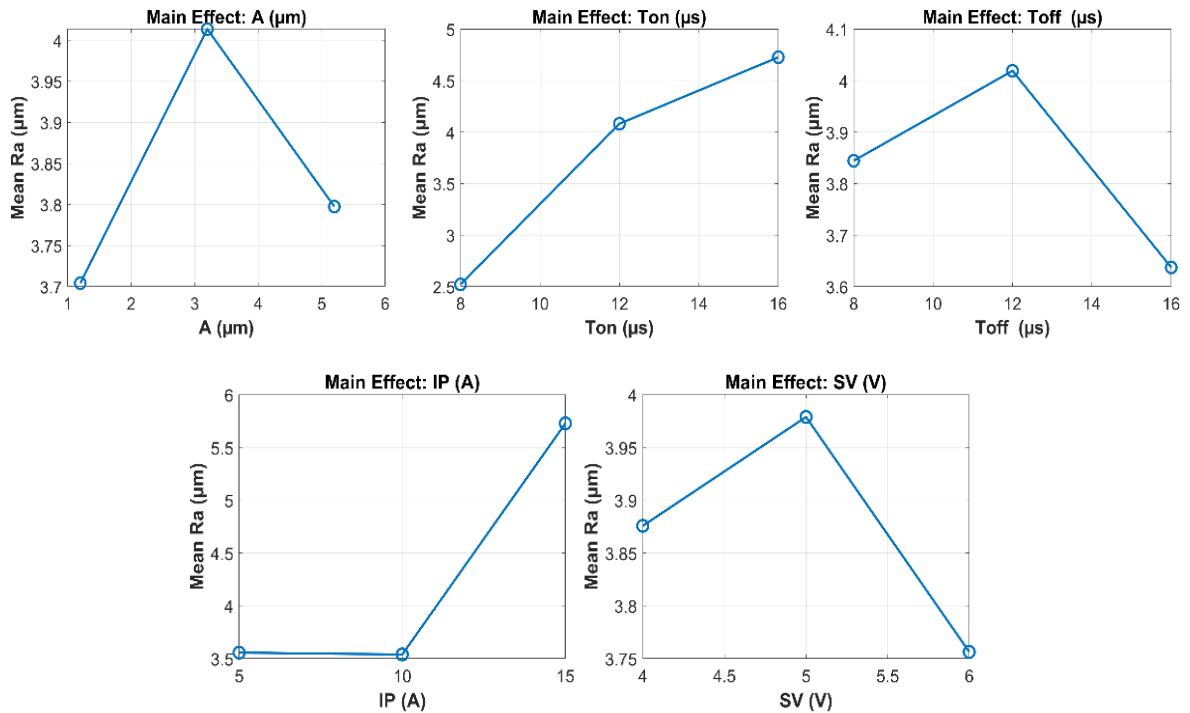 Main Effect: A (µm)
4
3.95
3.9
3.85
3.8
3.75
3.7
Mean Ra (µm)
1 2 3 4 5 6
A (µm)
Main Effect: Ton (µs)
5
4.5
4
3.5
3
2.5
Mean Ra (µm)
8 10 12 14 16
Ton (µs)
Main Effect: Toff (µs)
4.1
4
3.9
3.8
3.7
3.6
Mean Ra (µm)
8 10 12 14 16
Toff (µs)
Main Effect: IP (A)
6
5.5
5
4.5
4
3.5
Mean Ra (µm)
5 10 15
IP (A)
Main Effect: SV (V)
4
3.95
3.9
3.85
3.8
3.75
Mean Ra (µm)
4 4.5 5 5.5 6
SV (V)